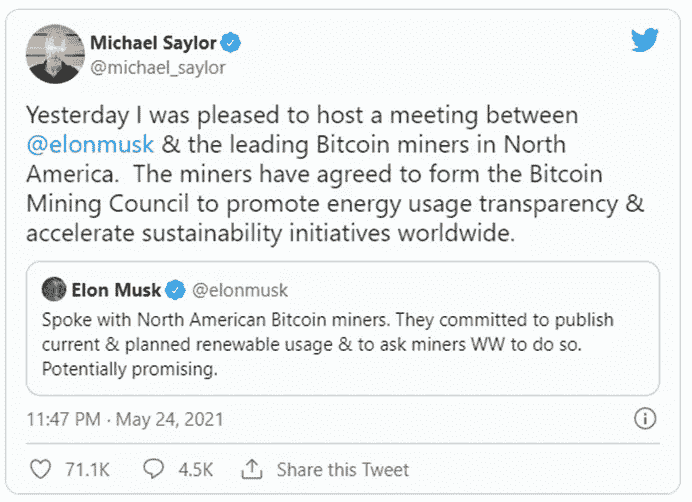 Michael Saylor
@michael_saylor
Yesterday I was pleased to host a meeting between
@elonmusk & the leading Bitcoin miners in North
America. The miners have agreed to form the Bitcoin
Mining Council to promote energy usage transparency &
accelerate sustainability initiatives worldwide.
Elon Musk @elonmusk
Spoke with North American Bitcoin miners. They committed to publish
current & planned renewable usage & to ask miners WW to do so.
Potentially promising.
11:47 PM · May 24, 2021
71.1K 4.5K Share this Tweet